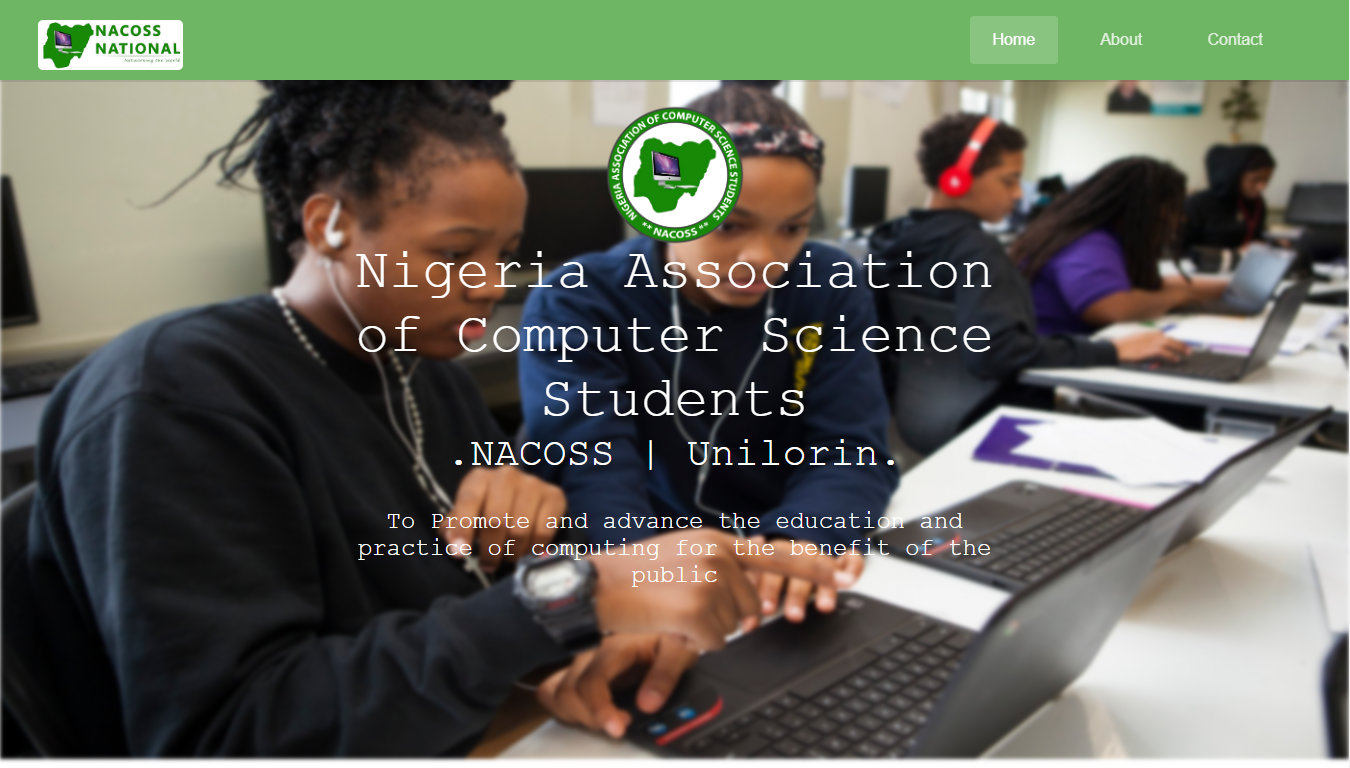 NACOSS
NATIONAL
Networking the World
Home
About
Contact
NIGERIA ASSOCIATION OF COMPUTER SCIENCE STUDENTS
** NACOSS **
Nigeria Association
of Computer Science
Students
.NACOSS | Unilorin.
To Promote and advance the education and
practice of computing for the benefit of the
public